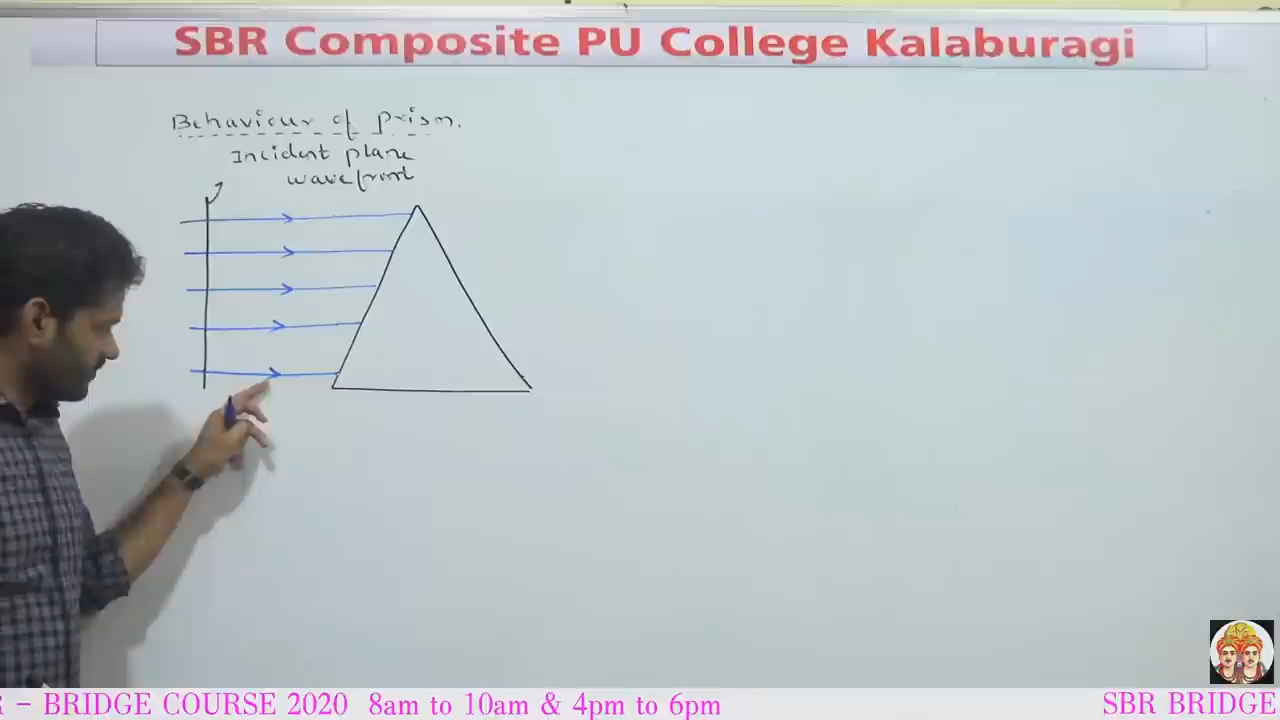 SBR Composite PU College Kalaburagi
Behaviour of prism.
Incident plane
wavefront
- BRIDGE COURSE 2020 8am to 10am & 4pm to 6pm
SBR BRIDGE